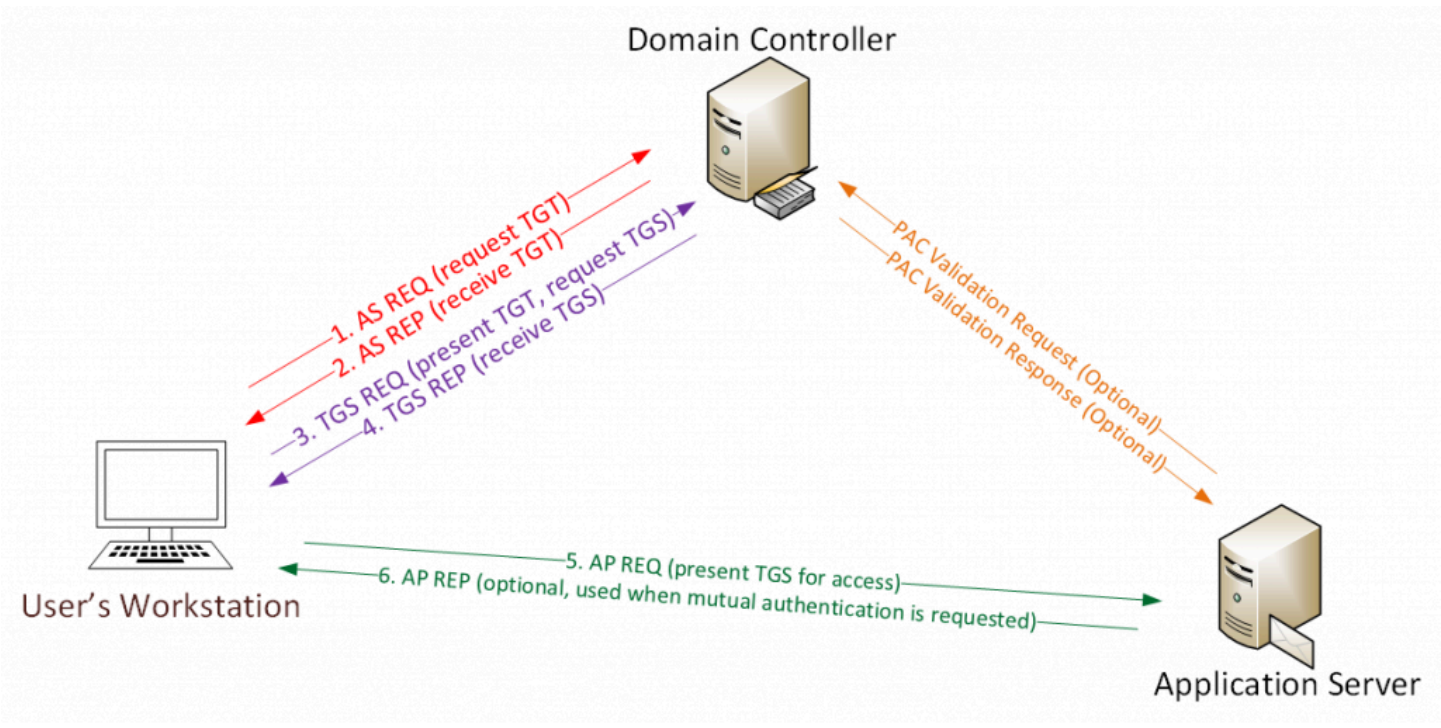 Domain Controller
1. AS REQ (request TGT)
2. AS REP (receive TGT)
3. TGS REQ (present TGT, request TGS)
4. TGS REP (receive TGS)
PAC Validation Request (Optional)
PAC Validation Response (Optional)
5. AP REQ (present TGS for access)
6. AP REP (optional, used when mutual authentication is requested)
User's Workstation
Application Server